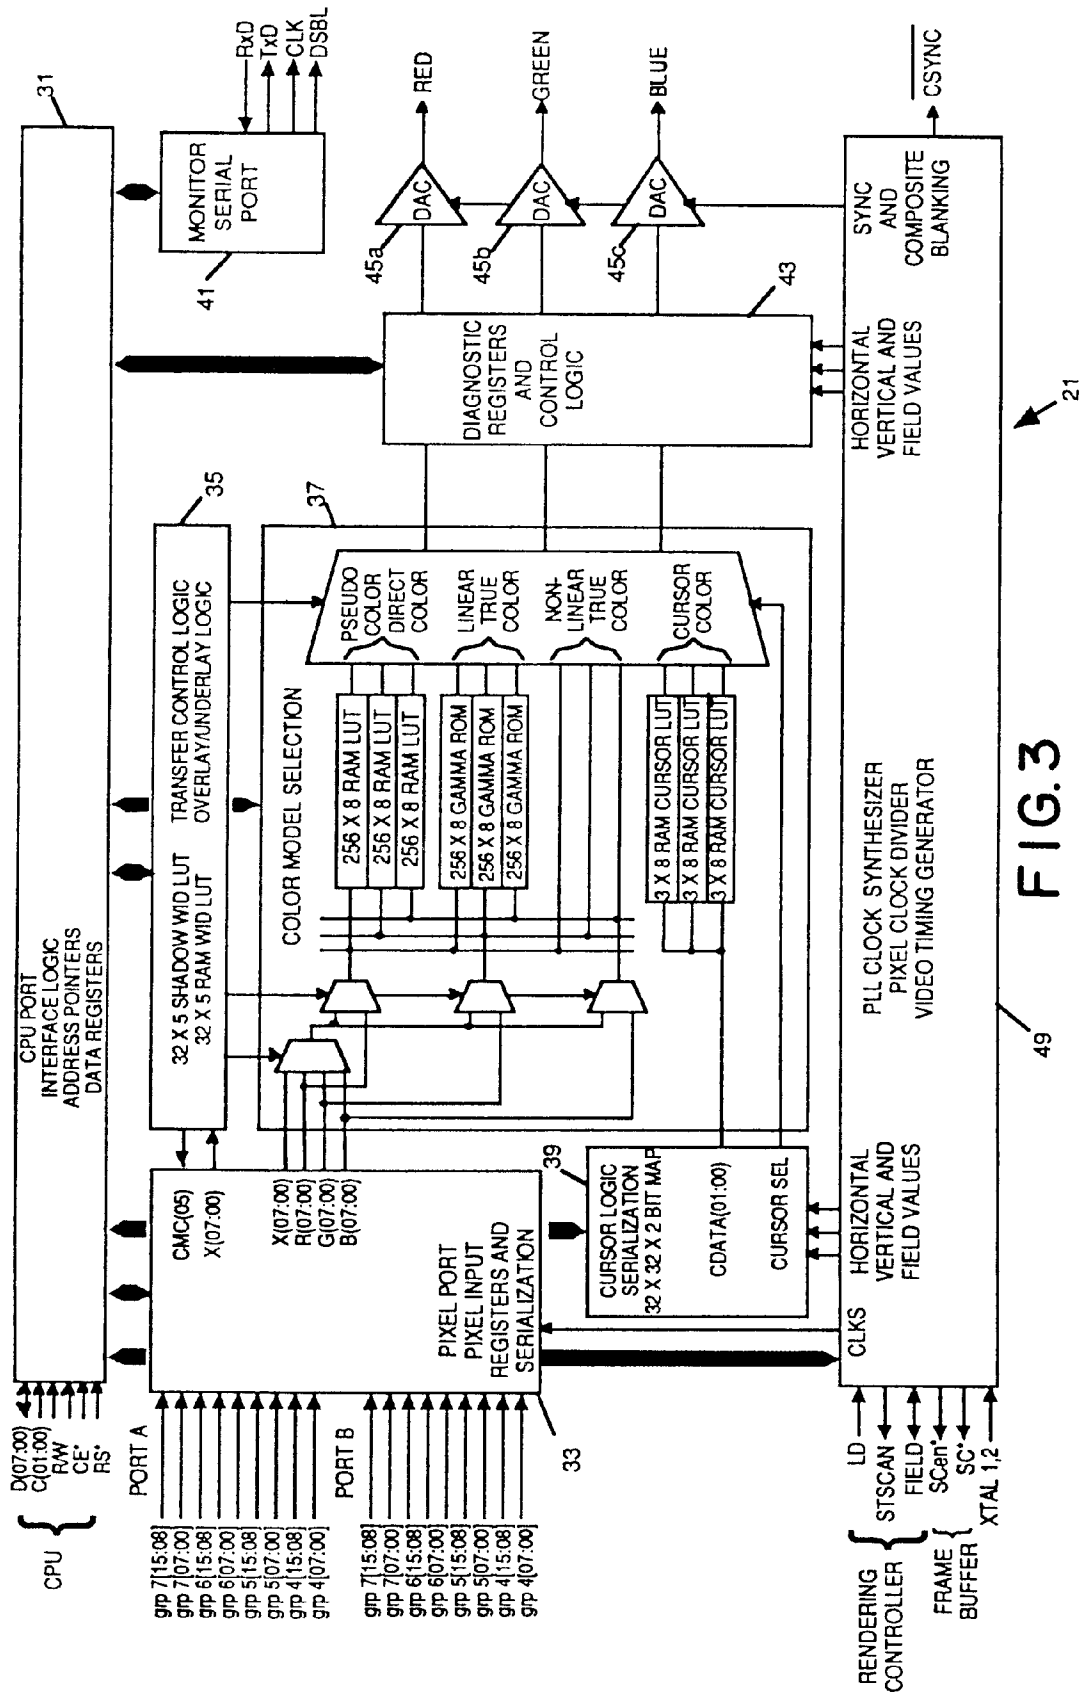 CPU
D(07:00)
C(01:00)
R/W
CE*
RS*
CPU PORT
INTERFACE LOGIC
ADDRESS POINTERS
DATA REGISTERS
31
RxD
TxD
CLK
DSBL
MONITOR
SERIAL
PORT
41
32 X 5 SHADOW WID LUT
32 X 5 RAM WID LUT
TRANSFER CONTROL LOGIC
OVERLAY/UNDERLAY LOGIC
35
PORT A
grp 7[15:08]
grp 7(07:00]
grp 6(15:08]
grp 6[07:00]
grp 5[15:08]
grp 5[07:00]
grp 4[15:08]
grp 4[07:00]
PORT B
grp 7[15:08]
grp 7(07:00]
grp 6[15:08]
grp 6(07:00]
grp 5[15:08]
grp 5[07:00]
grp 4[15:08]
grp 4[07:00]
CMC(05)
X(07:00)
X(07:00)
R(07:00)
G(07:00)
B(07:00)
PIXEL PORT
PIXEL INPUT
REGISTERS AND
SERIALIZATION
33
COLOR MODEL SELECTION
37
256 X 8 RAM LUT
256 X 8 RAM LUT
256 X 8 RAM LUT
256 X 8 GAMMA ROM
256 X 8 GAMMA ROM
256 X 8 GAMMA ROM
3 X 8 RAM CURSOR LUT
3 X 8 RAM CURSOR LUT
3 X 8 RAM CURSOR LUT
PSEUDO
COLOR
DIRECT
COLOR
LINEAR
TRUE
COLOR
NON-
LINEAR
TRUE
COLOR
CURSOR
COLOR
39
CURSOR LOGIC
SERIALIZATION
32 X 32 X 2 BIT MAP
CDATA(01:00)
CURSOR SEL
DIAGNOSTIC
REGISTERS
AND
CONTROL
LOGIC
43
DAC
45a
RED
DAC
45b
GREEN
DAC
45c
BLUE
RENDERING
CONTROLLER
LD
STSCAN
FIELD
FRAME
BUFFER
SCen*
SC*
XTAL 1,2
CLKS
HORIZONTAL
VERTICAL AND
FIELD VALUES
PLL CLOCK SYNTHESIZER
PIXEL CLOCK DIVIDER
VIDEO TIMING GENERATOR
HORIZONTAL
VERTICAL AND
FIELD VALUES
SYNC
AND
COMPOSITE
BLANKING
CSYNC
49
21
FIG.3